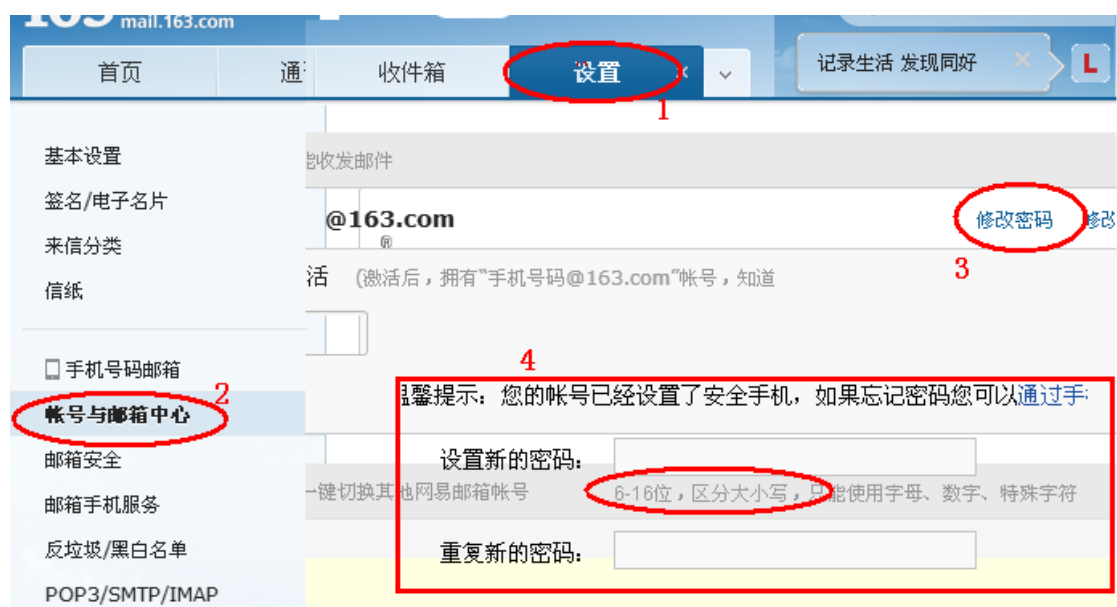 mail.163.com
首页
收件箱
设置
记录生活 发现同好
L
1
基本设置
能收发邮件
签名/电子名片
@163.com
修改密码
3
来信分类
活 (激活后，拥有"手机号码@163.com"帐号，知道
信纸
手机号码邮箱
4
2
帐号与邮箱中心
温馨提示：您的帐号已经设置了安全手机，如果忘记密码您可以通过手
邮箱安全
设置新的密码：
一键切换其他网易邮箱帐号
6-16位，区分大小写，只能使用字母、数字、特殊字符
邮箱手机服务
反垃圾/黑白名单
重复新的密码：
POP3/SMTP/IMAP